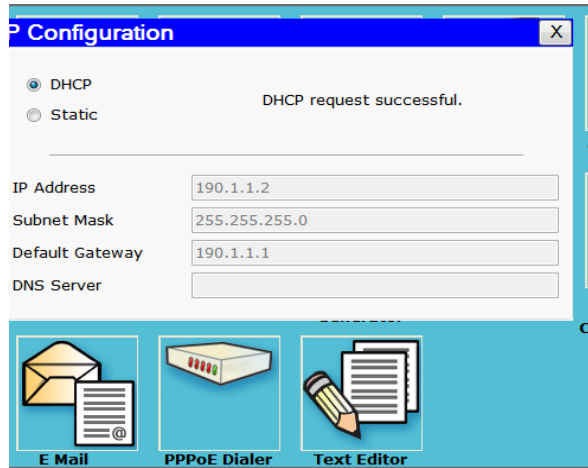 P Configuration
X
DHCP
DHCP request successful.
Static
IP Address 190.1.1.2
Subnet Mask 255.255.255.0
Default Gateway 190.1.1.1
DNS Server
@
E Mail
PPPoE Dialer
Text Editor